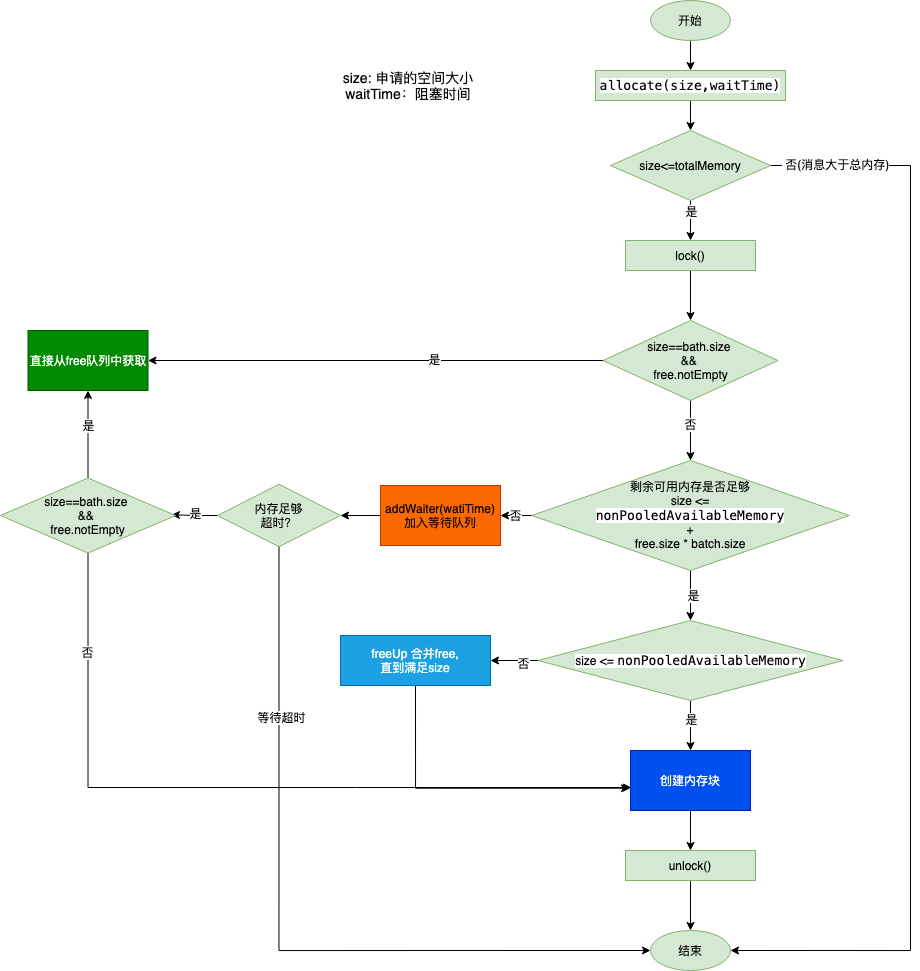 开始
size: 申请的空间大小
waitTime：阻塞时间
allocate(size,waitTime)
size<=totalMemory
否(消息大于总内存)
是
lock()
size==bath.size
&&
free.notEmpty
是
直接从free队列中获取
否
是
剩余可用内存是否足够
size <=
nonPooledAvailableMemory
+
free.size * batch.size
否
addWaiter(watiTime)
加入等待队列
内存足够
超时?
是
size==bath.size
&&
free.notEmpty
是
size <= nonPooledAvailableMemory
否
freeUp 合并free,
直到满足size
否
等待超时
是
创建内存块
unlock()
结束